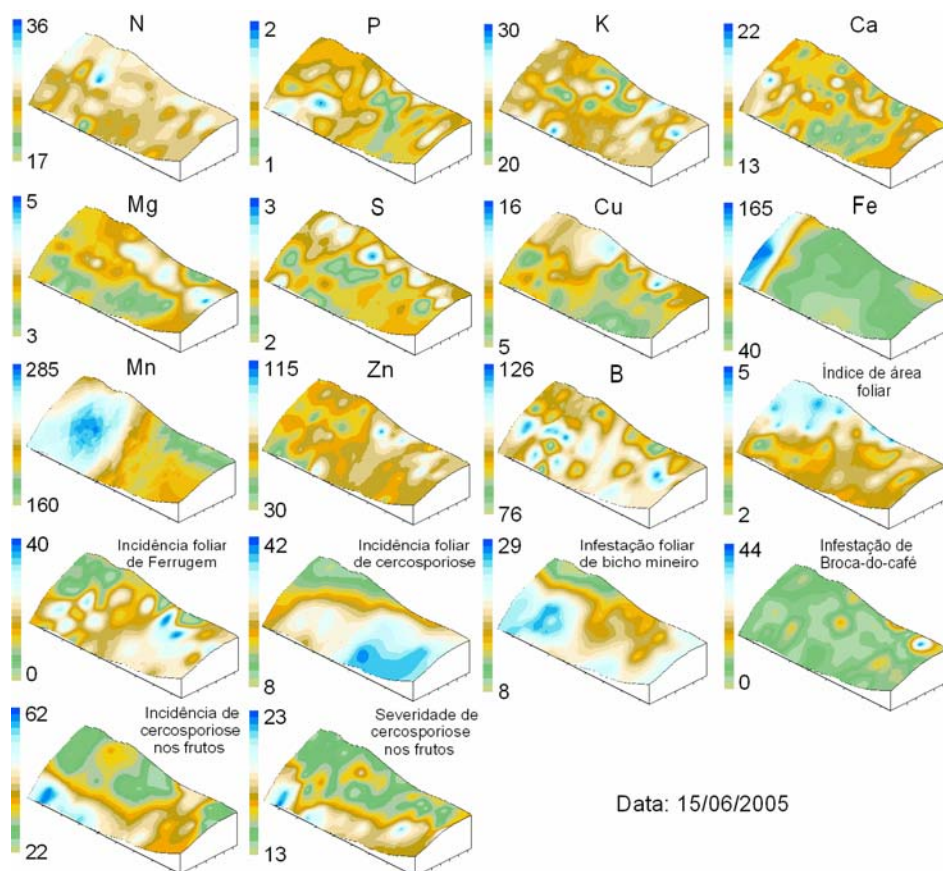 N
36
17
P
2
1
K
30
20
Ca
22
13
Mg
5
3
S
3
2
Cu
16
5
Fe
165
40
Mn
285
160
Zn
115
30
B
126
76
Índice de área
foliar
5
2
Incidência foliar
de Ferrugem
40
0
Incidência foliar
de cercosporiose
42
8
Infestação foliar
de bicho mineiro
29
8
Infestação de
Broca-do-café
44
0
Incidência de
cercosporiose
nos frutos
62
22
Severidade de
cercosporiose
nos frutos
23
13
Data: 15/06/2005